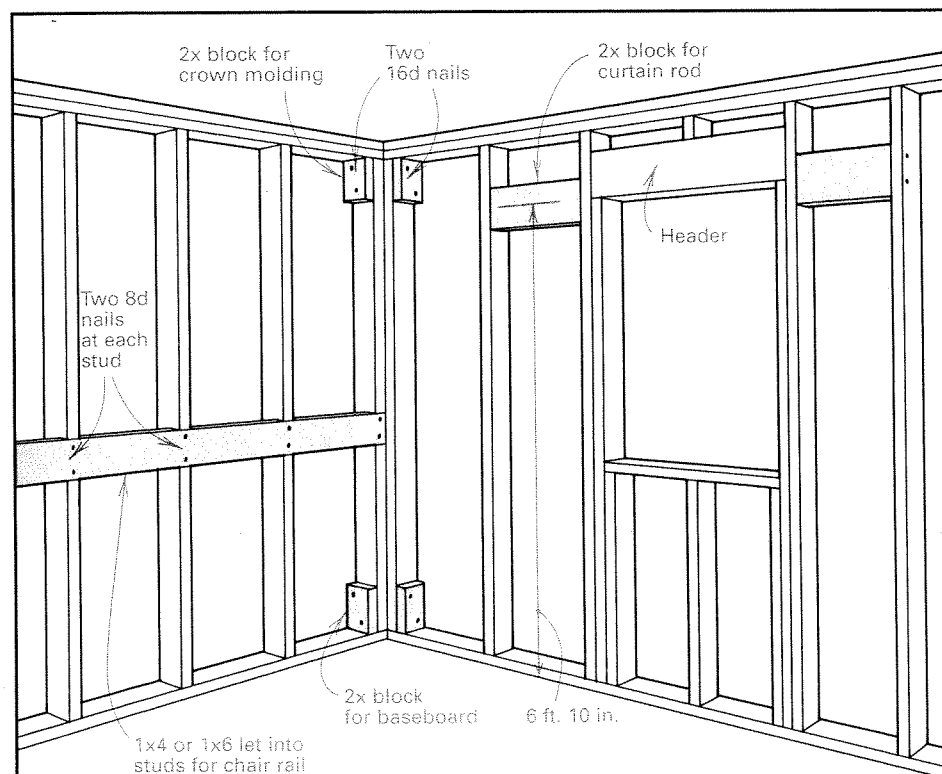 2x block for
crown molding
Two
16d nails
2x block for
curtain rod
Header
Two 8d
nails
at each
stud
2x block
for baseboard
6 ft. 10 in.
1x4 or 1x6 let into
studs for chair rail